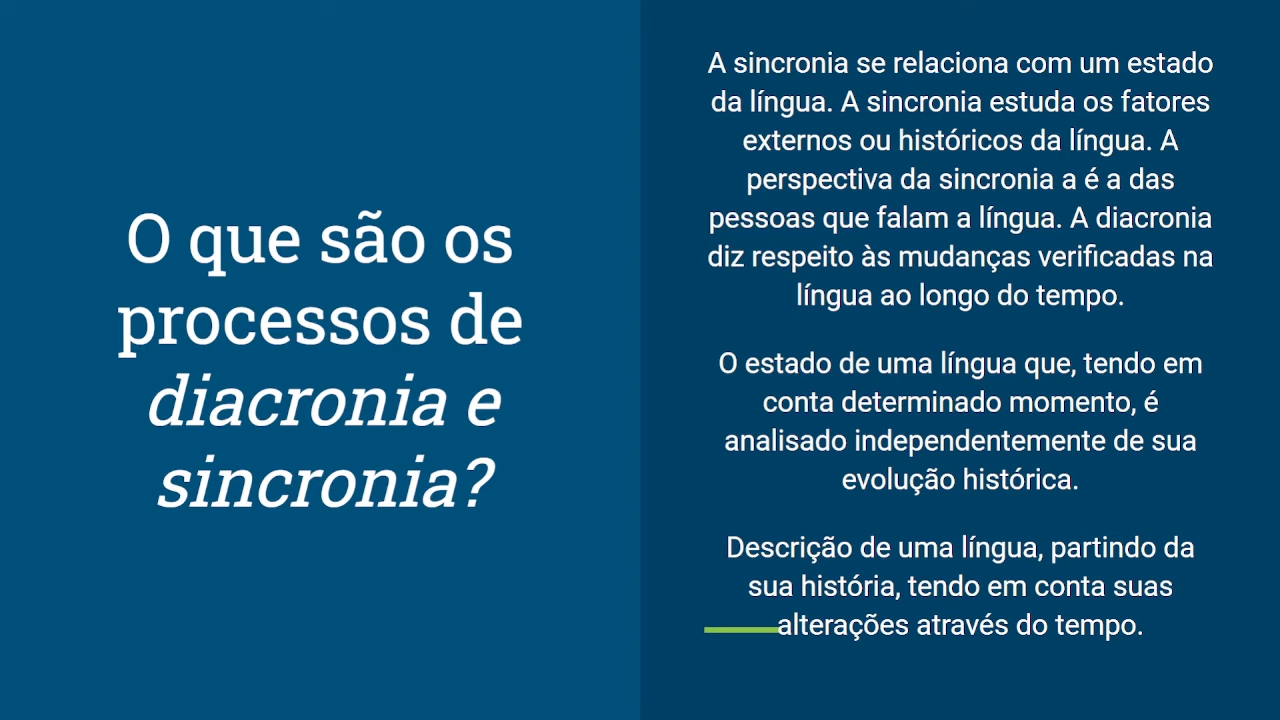 O que são os
processos de
diacronia e
sincronia?
A sincronia se relaciona com um estado
da língua. A sincronia estuda os fatores
externos ou históricos da língua. A
perspectiva da sincronia a é a das
pessoas que falam a língua. A diacronia
diz respeito às mudanças verificadas na
língua ao longo do tempo.
O estado de uma língua que, tendo em
conta determinado momento, é
analisado independentemente de sua
evolução histórica.
Descrição de uma língua, partindo da
sua história, tendo em conta suas
alterações através do tempo.